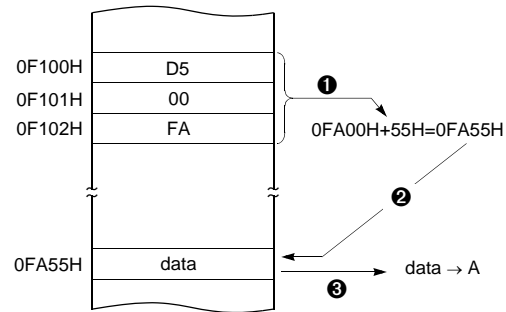 0F100H D5
❶
0F101H 00
0F102H FA 0FA00H+55H=0FA55H
❷
0FA55H data data → A
❸